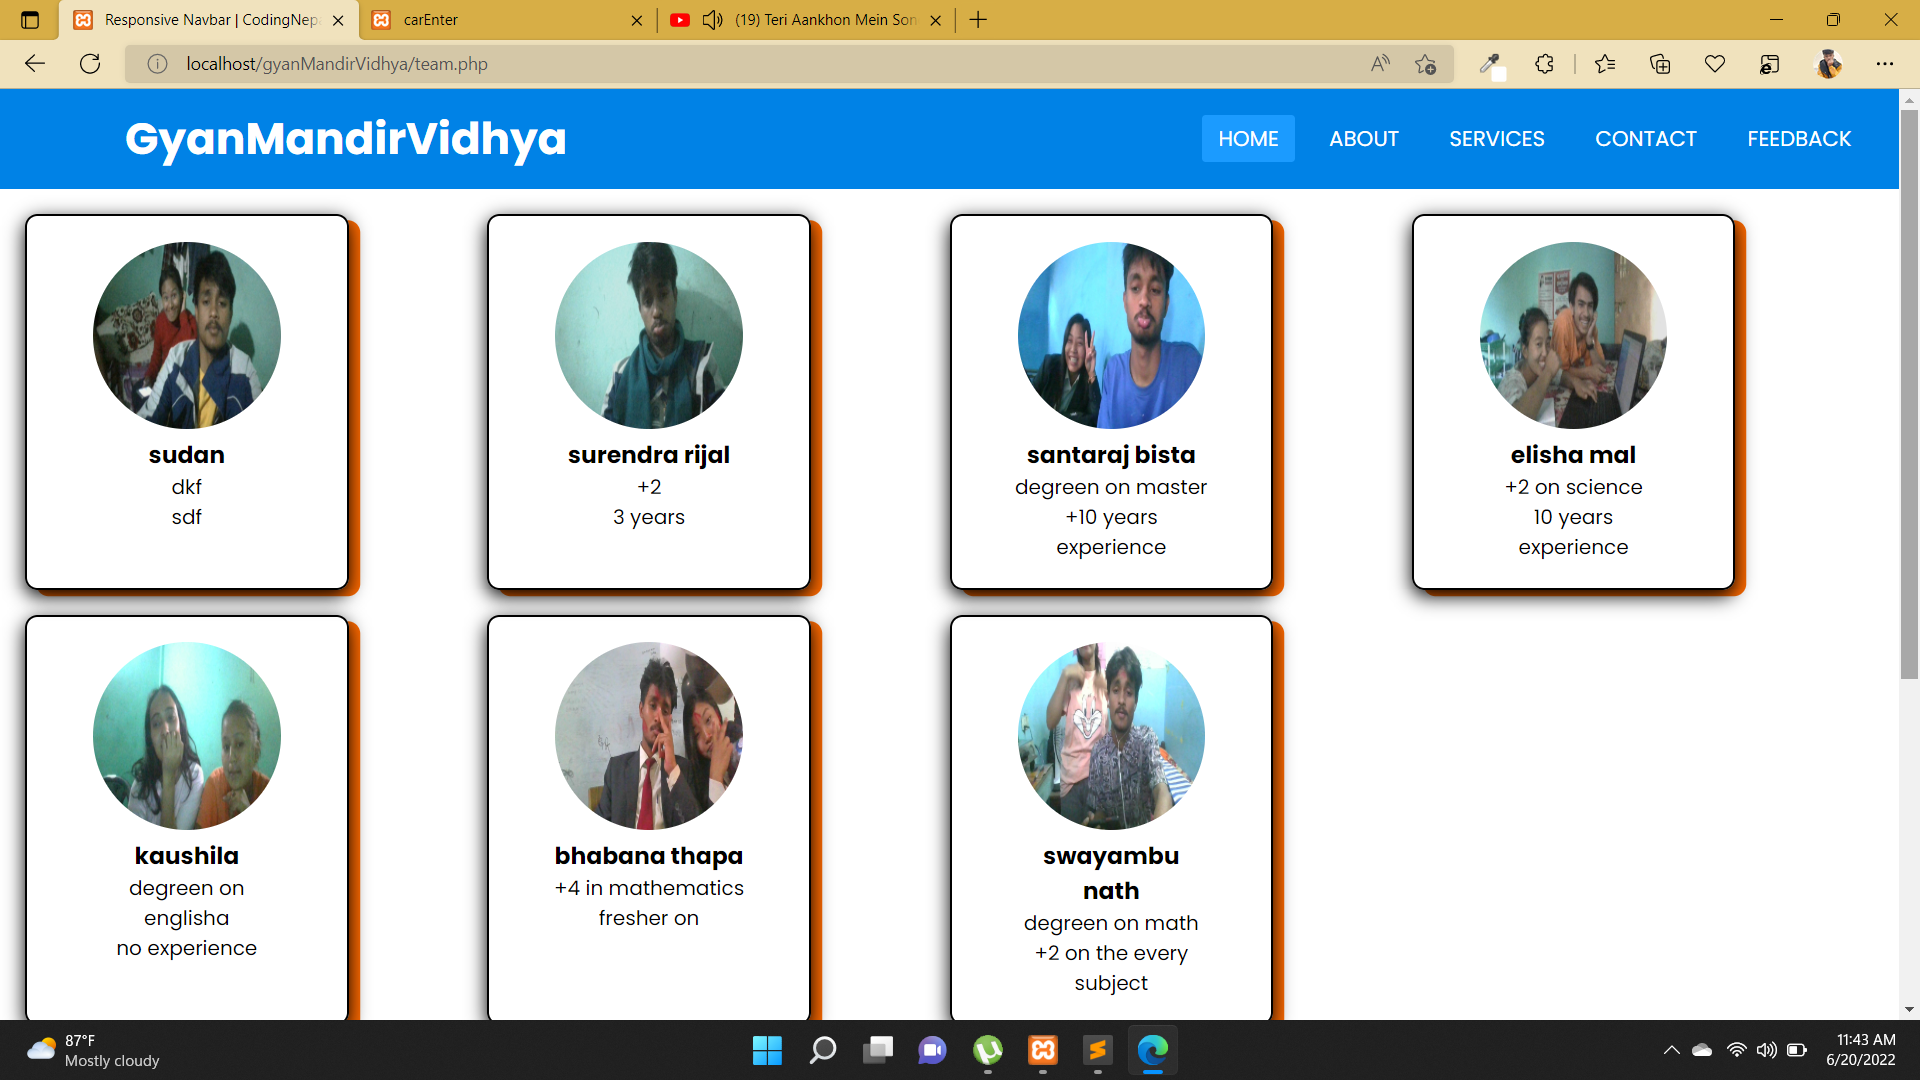 Responsive Navbar | CodingNep
carEnter
(19) Teri Aankhon Mein Son
localhost/gyanMandirVidhya/team.php
GyanMandirVidhya
HOME ABOUT SERVICES CONTACT FEEDBACK
sudan
dkf
sdf
surendra rijal
+2
3 years
santaraj bista
degreen on master
+10 years
experience
elisha mal
+2 on science
10 years
experience
kaushila
degreen on
englisha
no experience
bhabana thapa
+4 in mathematics
fresher on
swayambu
nath
degreen on math
+2 on the every
subject
87°F
Mostly cloudy
11:43 AM
6/20/2022